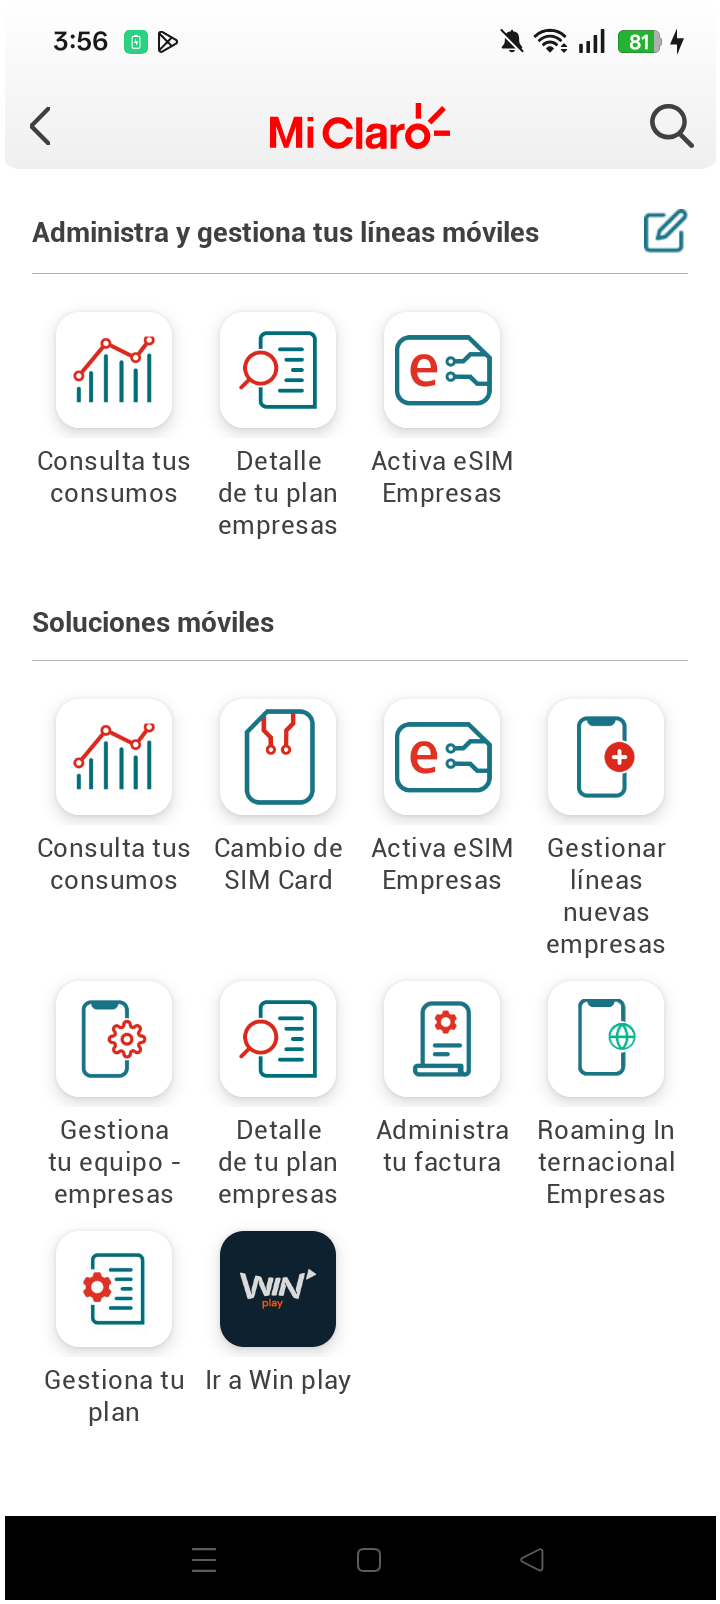 3:56
81
Mi Claro
Administra y gestiona tus líneas móviles
Consulta tus
consumos
Detalle
de tu plan
empresas
e
Activa eSIM
Empresas
Soluciones móviles
Consulta tus
consumos
Cambio de
SIM Card
e
Activa eSIM
Empresas
Gestionar
líneas
nuevas
empresas
Gestiona
tu equipo -
empresas
Detalle
de tu plan
empresas
Administra
tu factura
Roaming In
ternacional
Empresas
Gestiona tu
plan
WIN
play
Ir a Win play